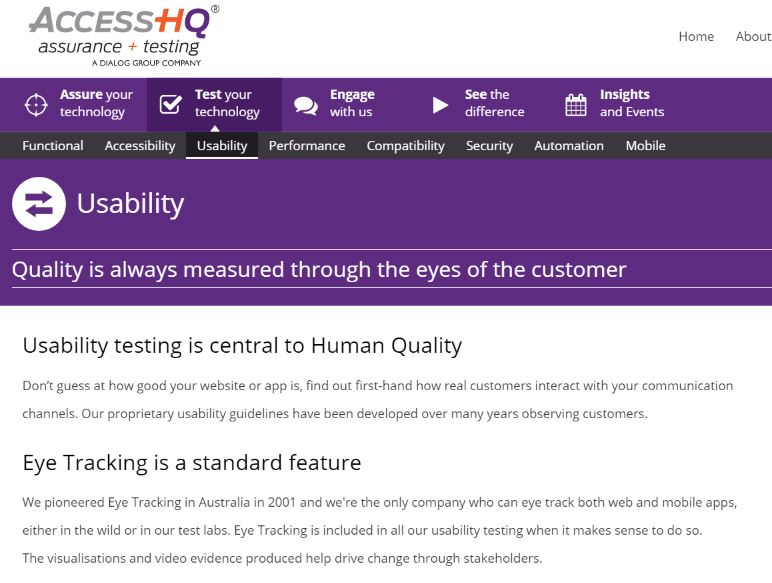 ACCESSHQ®
assurance + testing
A DIALOG GROUP COMPANY
Home About
Assure your technology
Test your technology
Engage with us
See the difference
Insights and Events
Functional Accessibility Usability Performance Compatibility Security Automation Mobile
Usability
Quality is always measured through the eyes of the customer
Usability testing is central to Human Quality
Don’t guess at how good your website or app is, find out first-hand how real customers interact with your communication
channels. Our proprietary usability guidelines have been developed over many years observing customers.
Eye Tracking is a standard feature
We pioneered Eye Tracking in Australia in 2001 and we're the only company who can eye track both web and mobile apps,
either in the wild or in our test labs. Eye Tracking is included in all our usability testing when it makes sense to do so.
The visualisations and video evidence produced help drive change through stakeholders.